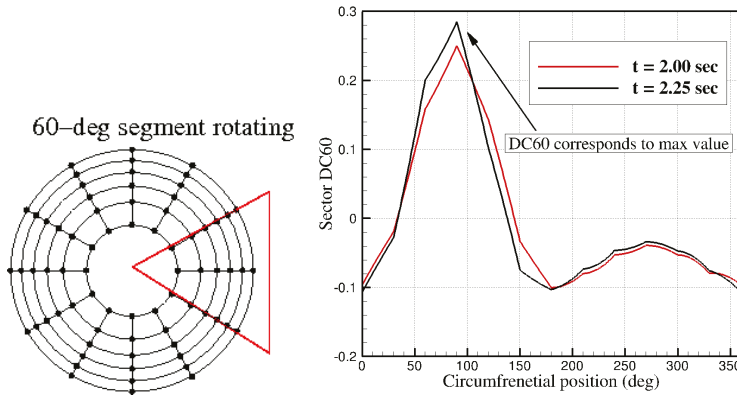 60-deg segment rotating
0.3
0.2
0.1
0
-0.1
-0.2
Sector DC60
t = 2.00 sec
t = 2.25 sec
DC60 corresponds to max value
0 50 100 150 200 250 300 350
Circumfrenetial position (deg)